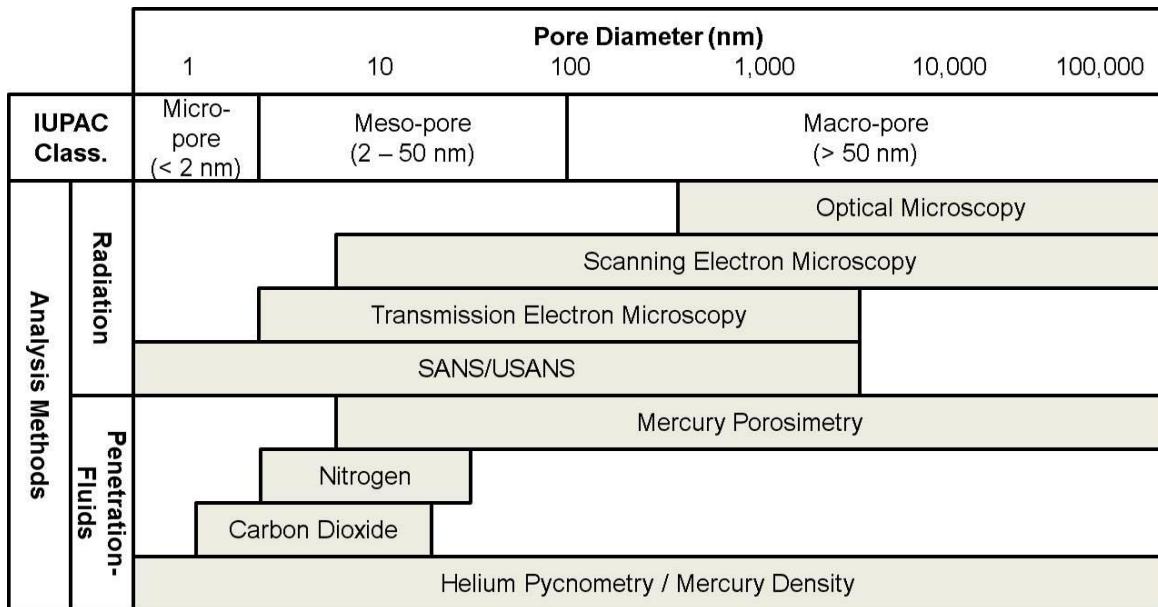 Pore Diameter (nm)
1 10 100 1,000 10,000 100,000
IUPAC
Class.
Micro-
pore
(< 2 nm)
Meso-pore
(2 – 50 nm)
Macro-pore
(> 50 nm)
Analysis Methods
Radiation
Optical Microscopy
Scanning Electron Microscopy
Transmission Electron Microscopy
SANS/USANS
Penetration-
Fluids
Mercury Porosimetry
Nitrogen
Carbon Dioxide
Helium Pycnometry / Mercury Density